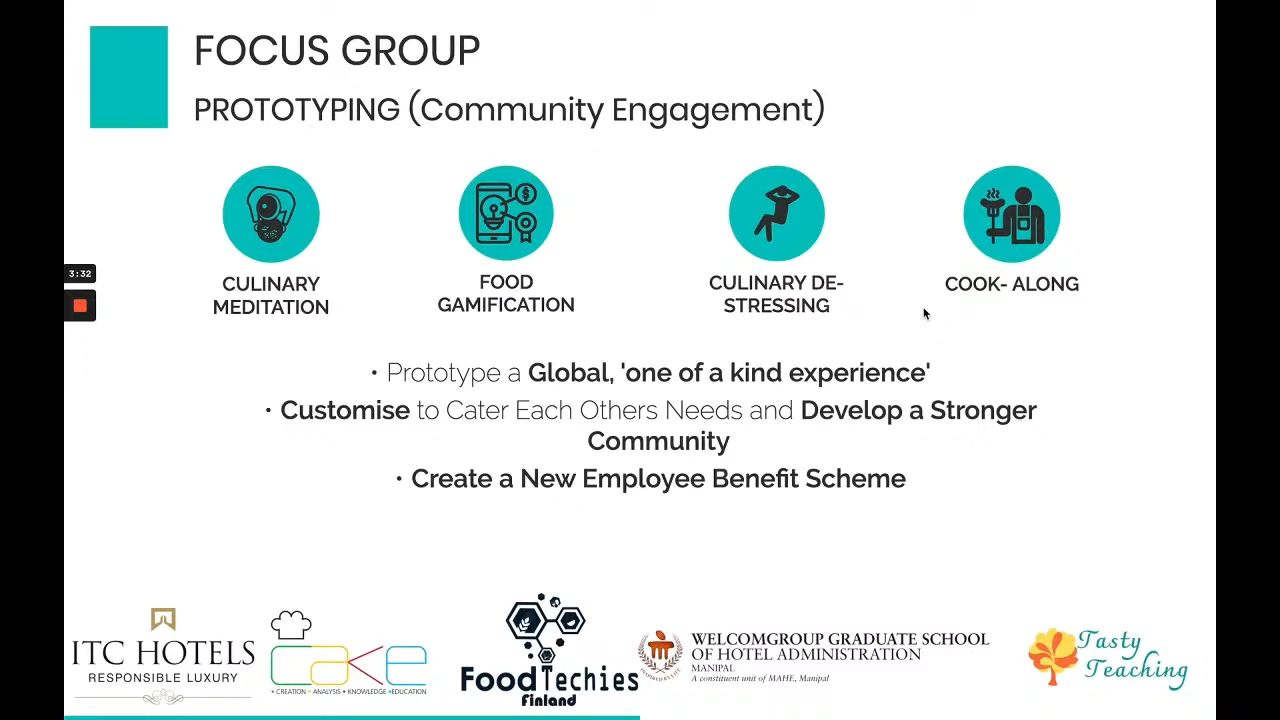 FOCUS GROUP
PROTOTYPING (Community Engagement)
CULINARY
MEDITATION
FOOD
GAMIFICATION
CULINARY DE-
STRESSING
COOK- ALONG
3:32
• Prototype a Global, 'one of a kind experience'
• Customise to Cater Each Others Needs and Develop a Stronger
Community
• Create a New Employee Benefit Scheme
ITC HOTELS
RESPONSIBLE LUXURY
cake
• CREATION • ANALYSIS • KNOWLEDGE • EDUCATION
FoodTechies
Finland
WELCOMGROUP GRADUATE SCHOOL
OF HOTEL ADMINISTRATION
MANIPAL
A constituent unit of MAHE, Manipal
Tasty
Teaching